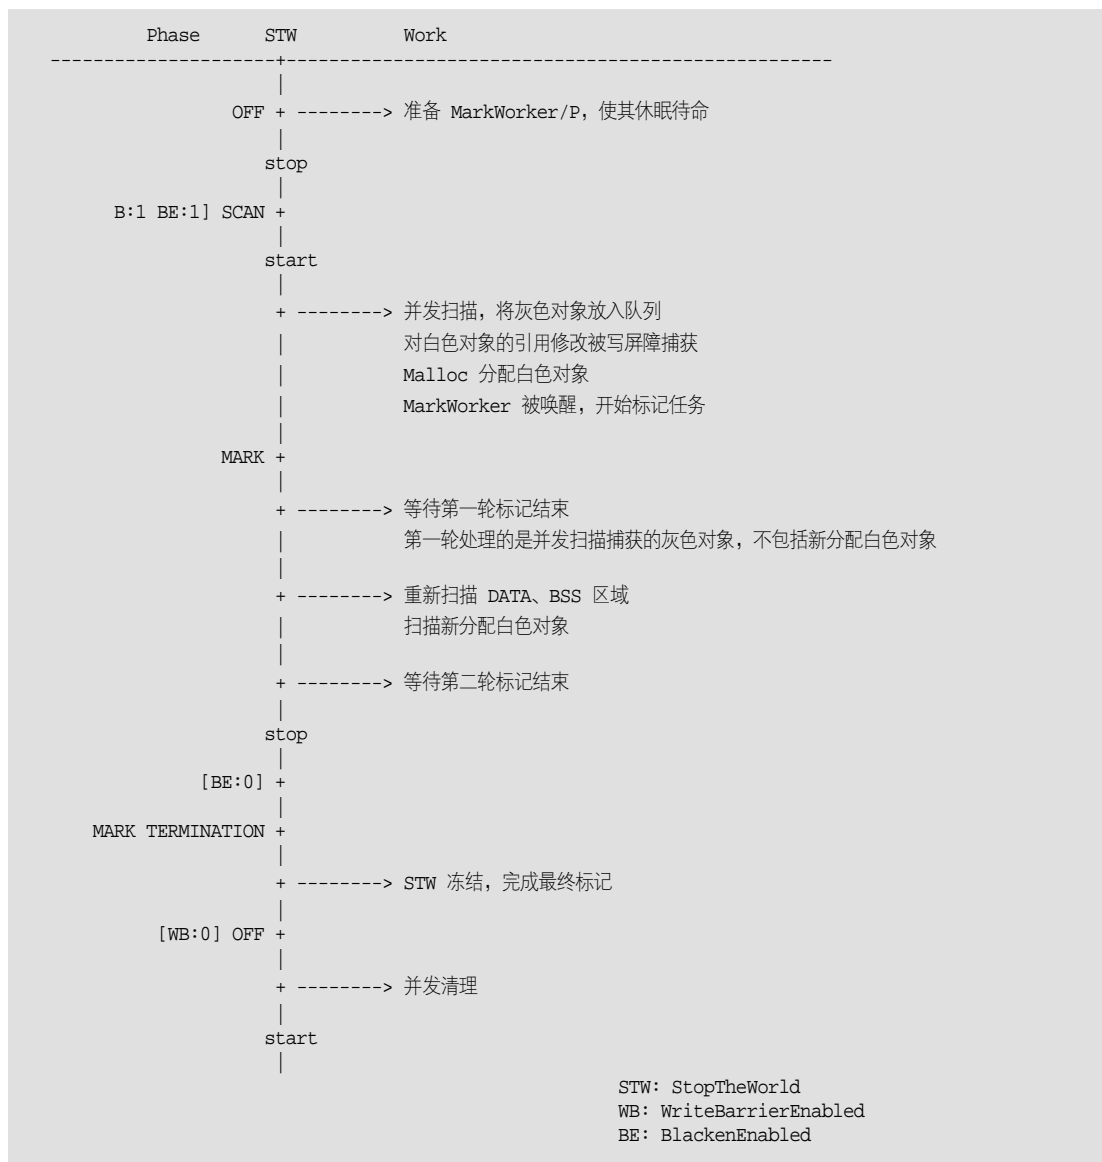 Phase STW Work
---------------------+---------------------------------------------------
|
OFF + --------> 准备 MarkWorker/P，使其休眠待命
|
stop
|
B:1 BE:1] SCAN +
|
start
|
+ --------> 并发扫描，将灰色对象放入队列
| 对白色对象的引用修改被写屏障捕获
| Malloc 分配白色对象
| MarkWorker 被唤醒，开始标记任务
|
MARK +
|
+ --------> 等待第一轮标记结束
| 第一轮处理的是并发扫描捕获的灰色对象，不包括新分配白色对象
|
+ --------> 重新扫描 DATA、BSS 区域
| 扫描新分配白色对象
|
+ --------> 等待第二轮标记结束
|
stop
|
[BE:0] +
|
MARK TERMINATION +
|
+ --------> STW 冻结，完成最终标记
|
[WB:0] OFF +
|
+ --------> 并发清理
|
start
|
STW: StopTheWorld
WB: WriteBarrierEnabled
BE: BlackenEnabled